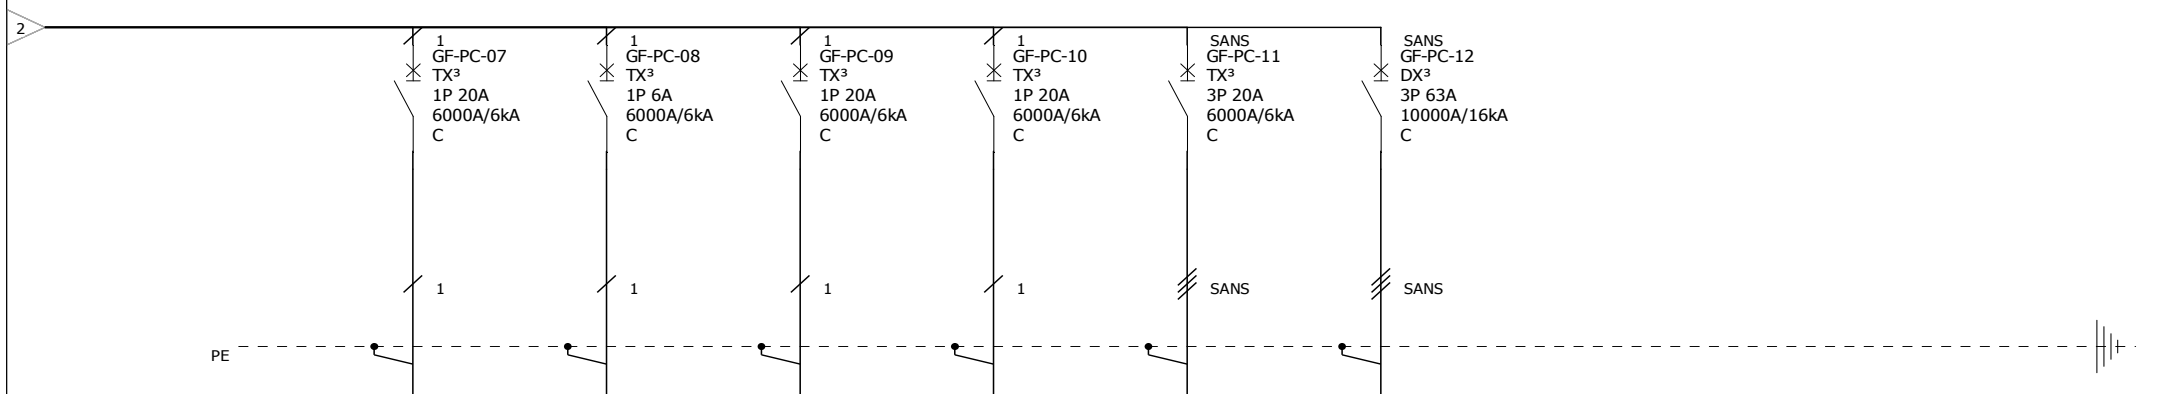 2
1
GF-PC-07
TX³
1P 20A
6000A/6kA
C
1
GF-PC-08
TX³
1P 6A
6000A/6kA
C
1
GF-PC-09
TX³
1P 20A
6000A/6kA
C
1
GF-PC-10
TX³
1P 20A
6000A/6kA
C
SANS
GF-PC-11
TX³
3P 20A
6000A/6kA
C
SANS
GF-PC-12
DX³
3P 63A
10000A/16kA
C
1
1
1
1
SANS
SANS
PE